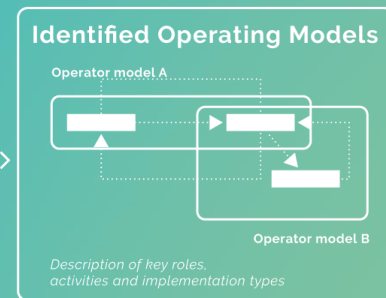 Identified Operating Models
Operator model A
Operator model B
Description of key roles,
activities and implementation types